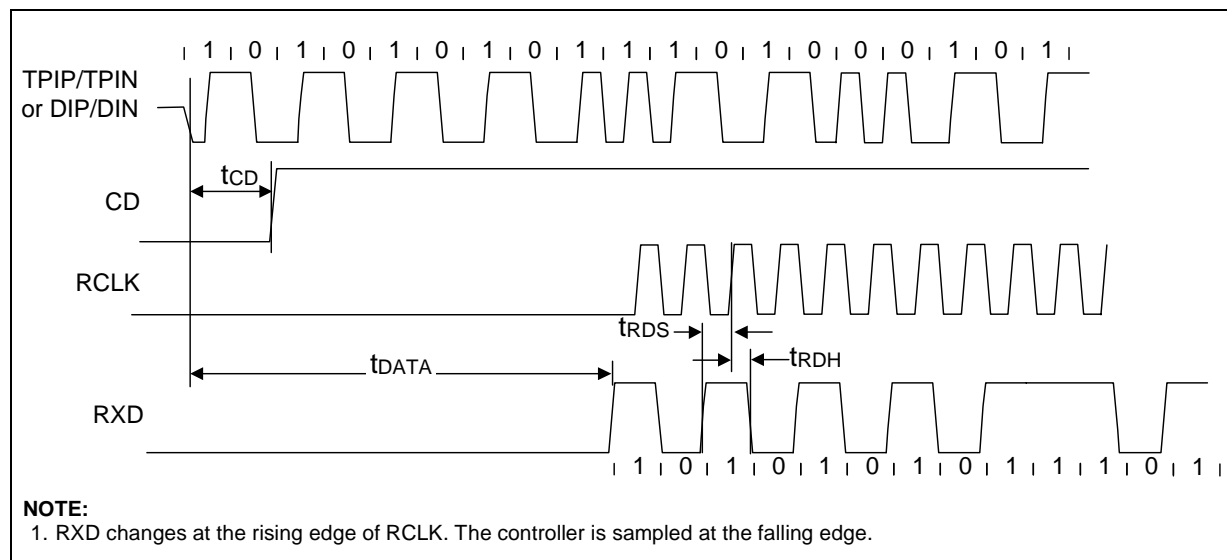 1 0 1 0 1 0 1 0 1 1 1 0 1 0 0 0 1 0 1
TPIP/TPIN
or DIP/DIN
tCD
CD
RCLK
tRDS
tRDH
tDATA
RXD
1 0 1 0 1 0 1 0 1 1 1 0 1
NOTE:
1. RXD changes at the rising edge of RCLK. The controller is sampled at the falling edge.